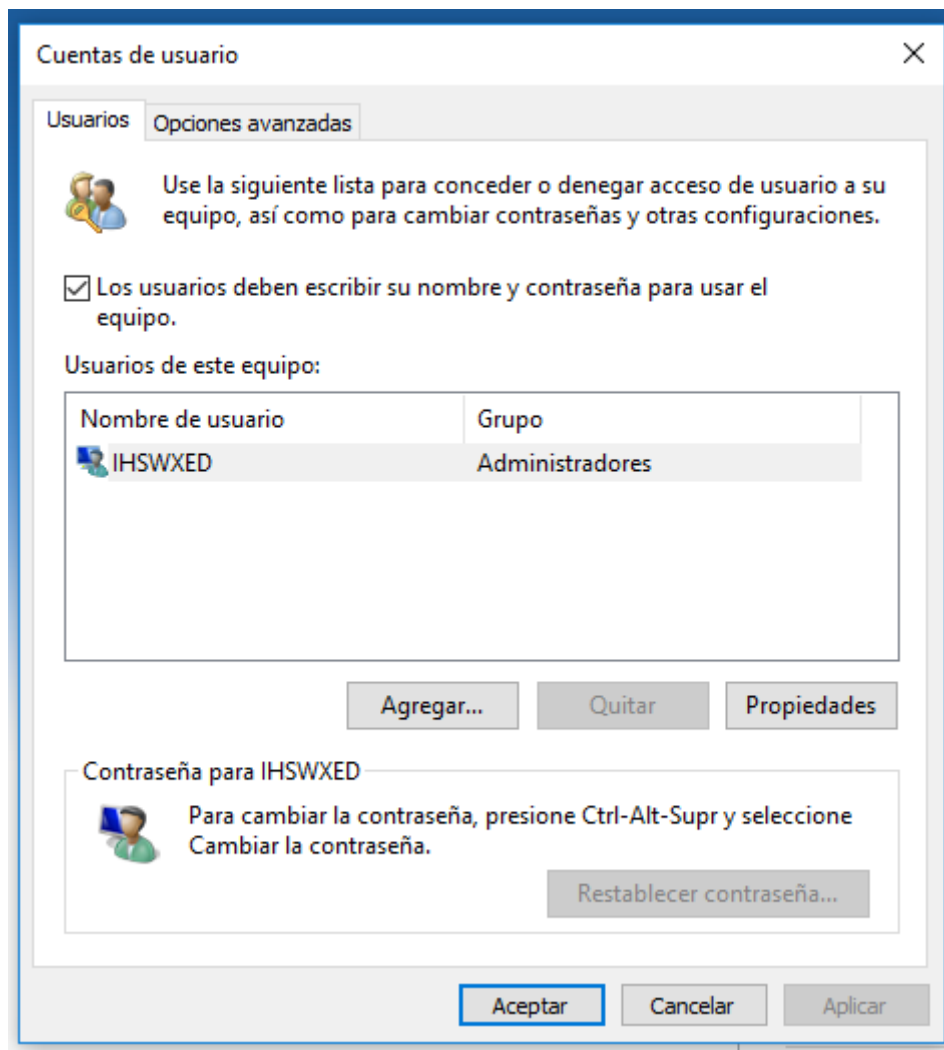 Cuentas de usuario
Usuarios
Opciones avanzadas
Use la siguiente lista para conceder o denegar acceso de usuario a su
equipo, así como para cambiar contraseñas y otras configuraciones.
Los usuarios deben escribir su nombre y contraseña para usar el
equipo.
Usuarios de este equipo:
Nombre de usuario Grupo
IHSWXED Administradores
Agregar... Quitar Propiedades
Contraseña para IHSWXED
Para cambiar la contraseña, presione Ctrl-Alt-Supr y seleccione
Cambiar la contraseña.
Restablecer contraseña...
Aceptar Cancelar Aplicar